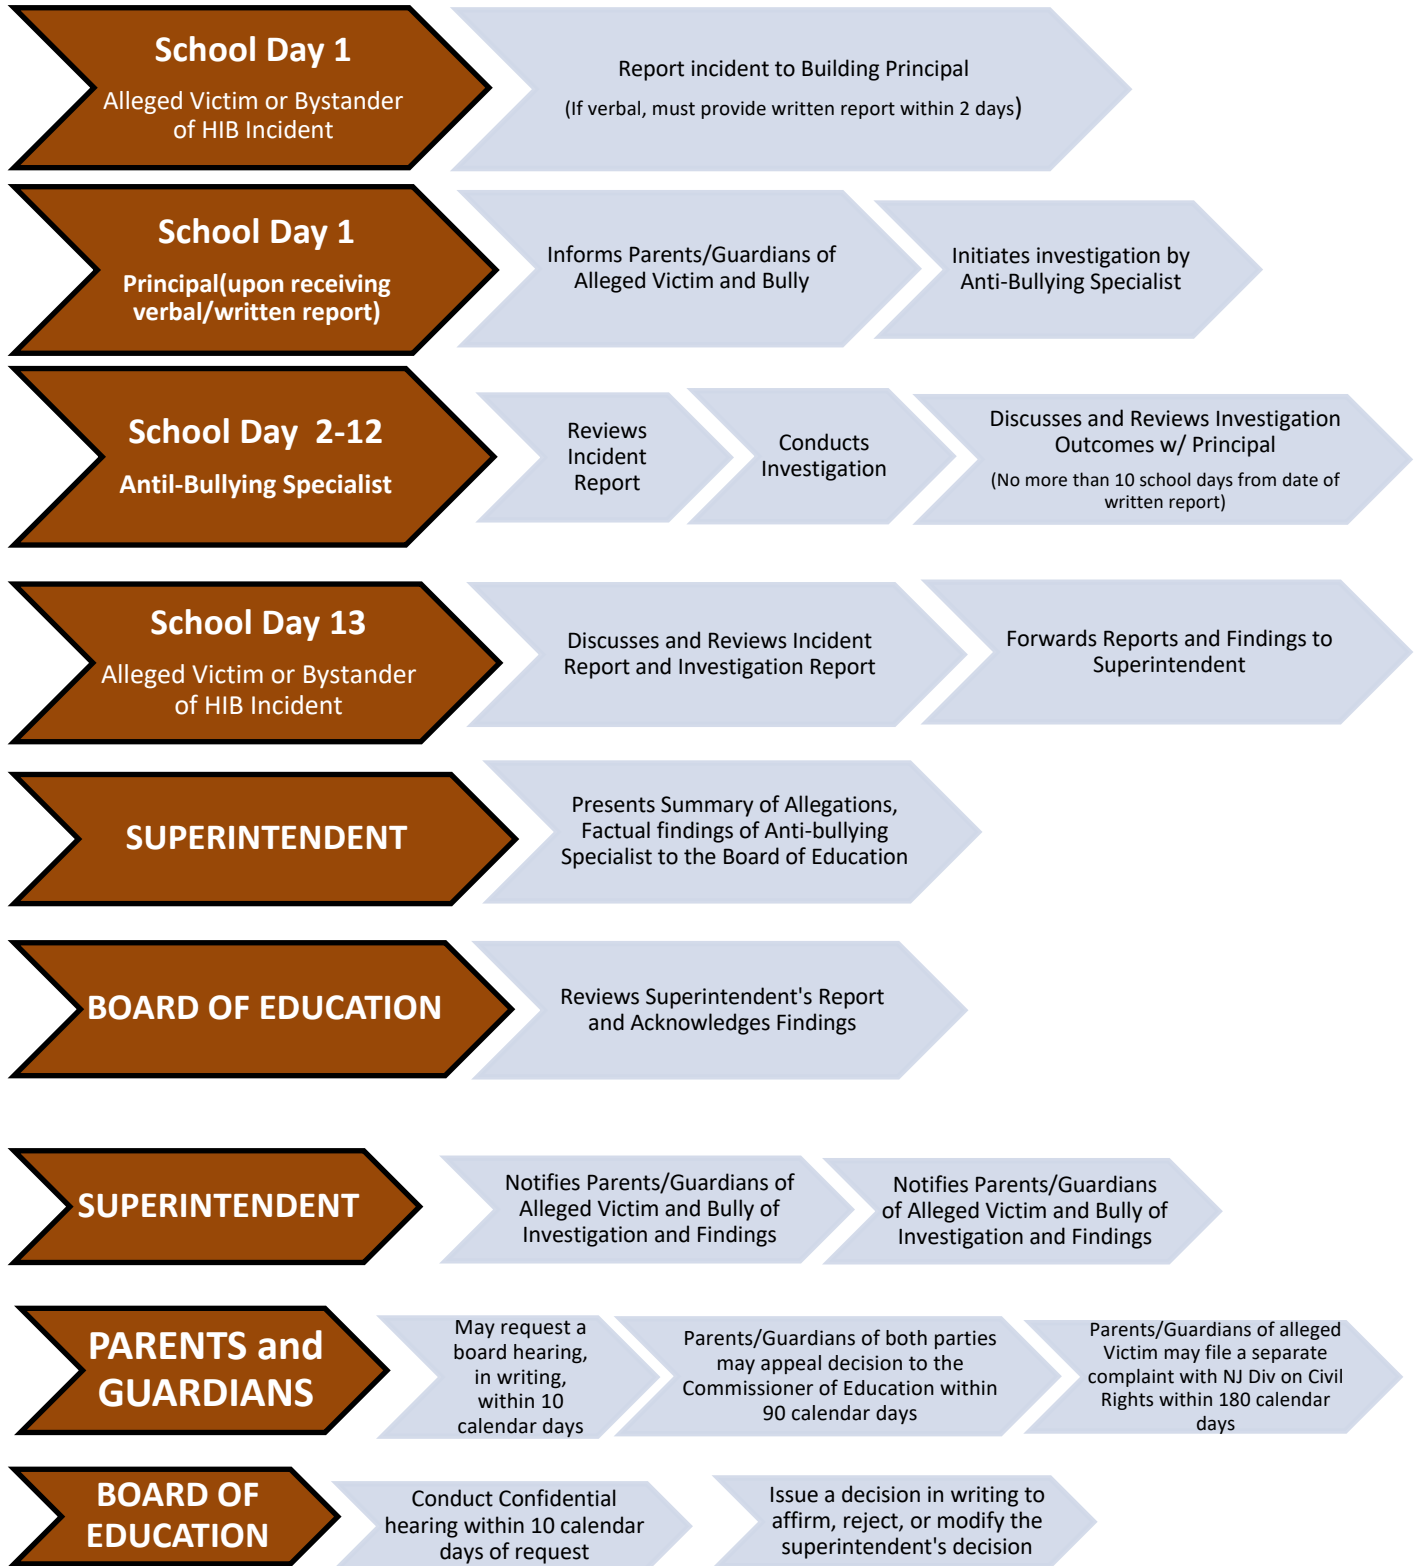 School Day 1
Alleged Victim or Bystander
of HIB Incident
Report incident to Building Principal
(If verbal, must provide written report within 2 days)
School Day 1
Principal(upon receiving
verbal/written report)
Informs Parents/Guardians of
Alleged Victim and Bully
Initiates investigation by
Anti-Bullying Specialist
School Day 2-12
Antil-Bullying Specialist
Reviews
Incident
Report
Conducts
Investigation
Discusses and Reviews Investigation
Outcomes w/ Principal
(No more than 10 school days from date of
written report)
School Day 13
Alleged Victim or Bystander
of HIB Incident
Discusses and Reviews Incident
Report and Investigation Report
Forwards Reports and Findings to
Superintendent
SUPERINTENDENT
Presents Summary of Allegations,
Factual findings of Anti-bullying
Specialist to the Board of Education
BOARD OF EDUCATION
Reviews Superintendent's Report
and Acknowledges Findings
SUPERINTENDENT
Notifies Parents/Guardians of
Alleged Victim and Bully of
Investigation and Findings
Notifies Parents/Guardians
of Alleged Victim and Bully of
Investigation and Findings
PARENTS and
GUARDIANS
May request a
board hearing,
in writing,
within 10
calendar days
Parents/Guardians of both parties
may appeal decision to the
Commissioner of Education within
90 calendar days
Parents/Guardians of alleged
Victim may file a separate
complaint with NJ Div on Civil
Rights within 180 calendar
days
BOARD OF
EDUCATION
Conduct Confidential
hearing within 10 calendar
days of request
Issue a decision in writing to
affirm, reject, or modify the
superintendent's decision